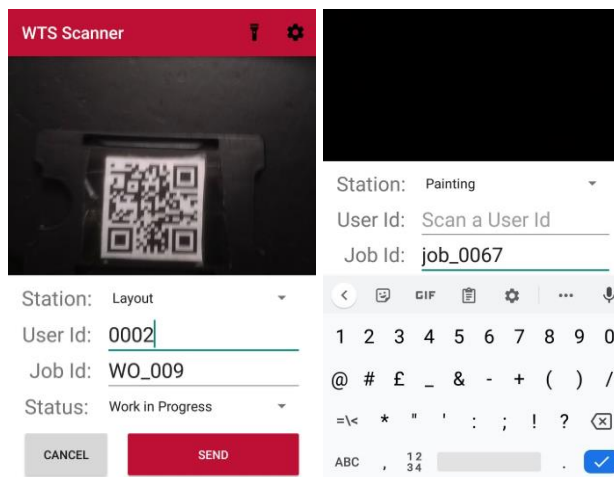 WTS Scanner
Station: Layout
User Id: 0002
Job Id: WO_009
Status: Work in Progress
CANCEL SEND
Station: Painting
User Id: Scan a User Id
Job Id: job_0067
GIF
1 2 3 4 5 6 7 8 9 0
@ # £ _ & - + ( ) /
=\< * " ' : ; ! ?
ABC , 12 34 .